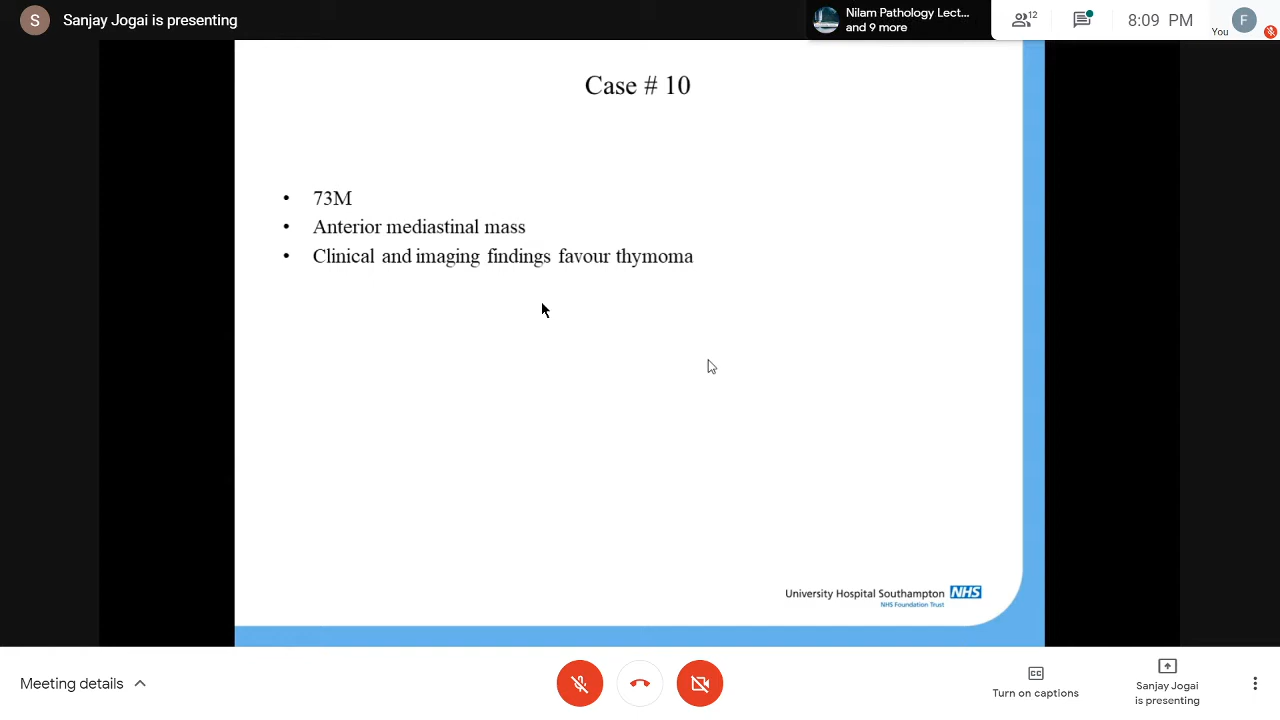 S
Sanjay Jogai is presenting
Nilam Pathology Lect...
and 9 more
12
8:09 PM
You
F
Case # 10
• 73M
• Anterior mediastinal mass
• Clinical and imaging findings favour thymoma
University Hospital Southampton NHS
NHS Foundation Trust
Meeting details
CC
Turn on captions
Sanjay Jogai
is presenting